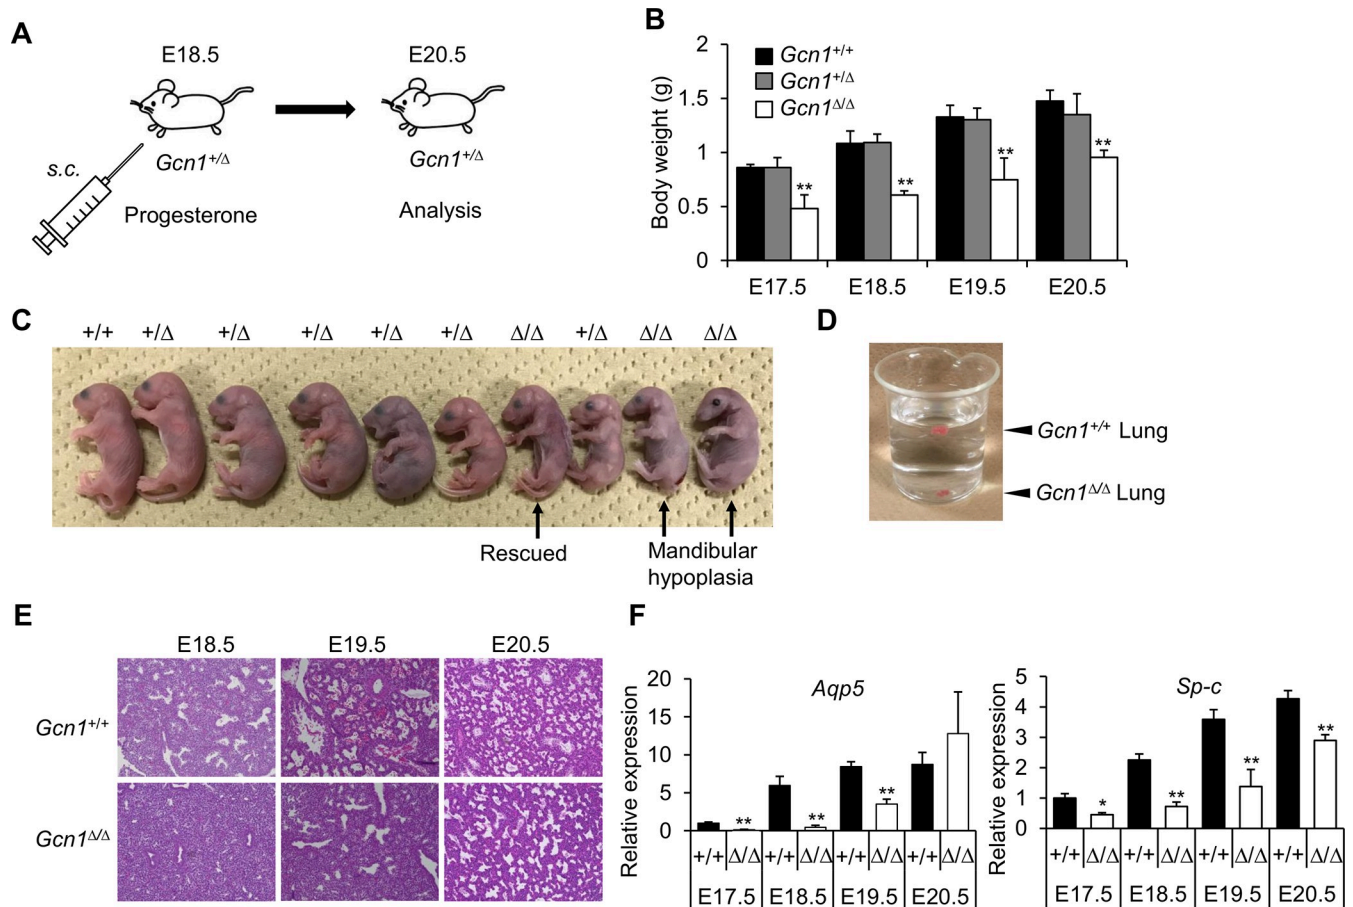 A
E18.5
E20.5
s.c.
Gcn1+/Δ
Gcn1+/Δ
Progesterone
Analysis
B
Body weight (g)
2
1.5
1
0.5
0
Gcn1+/+
Gcn1+/Δ
Gcn1Δ/Δ
**
**
**
**
E17.5 E18.5 E19.5 E20.5
C
+/+ +/Δ +/Δ +/Δ +/Δ +/Δ Δ/Δ +/Δ Δ/Δ Δ/Δ
Rescued
Mandibular
hypoplasia
D
Gcn1+/+ Lung
Gcn1Δ/Δ Lung
E
E18.5 E19.5 E20.5
Gcn1+/+
Gcn1Δ/Δ
F
Aqp5
Relative expression
20
15
10
5
0
**
**
**
+/+ Δ/Δ +/+ Δ/Δ +/+ Δ/Δ +/+ Δ/Δ
E17.5 E18.5 E19.5 E20.5
Sp-c
Relative expression
5
4
3
2
1
0
*
**
**
**
+/+ Δ/Δ +/+ Δ/Δ +/+ Δ/Δ +/+ Δ/Δ
E17.5 E18.5 E19.5 E20.5